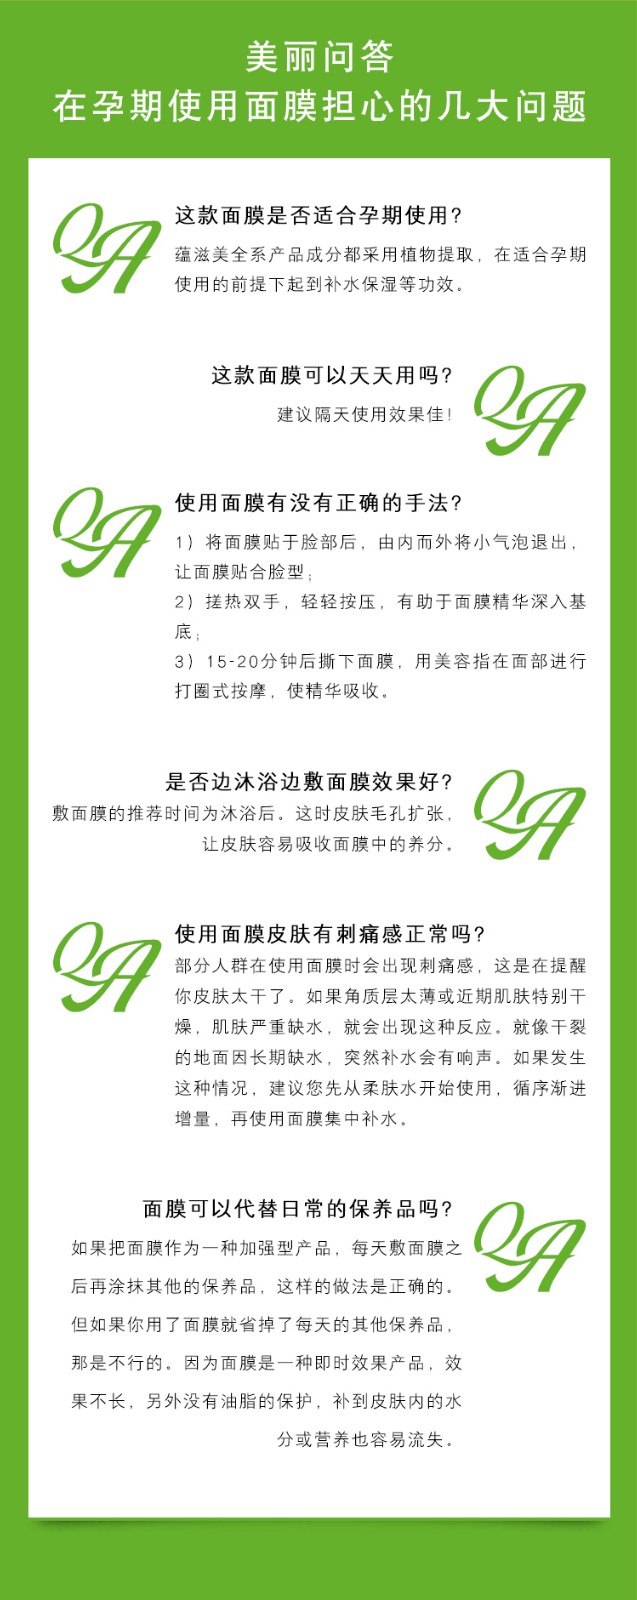 美丽问答
在孕期使用面膜担心的几大问题
QA
这款面膜是否适合孕期使用？
蕴滋美全系产品成分都采用植物提取，在适合孕期
使用的前提下起到补水保湿等功效。
这款面膜可以天天用吗？
建议隔天使用效果佳！
QA
QA
使用面膜有没有正确的手法？
1）将面膜贴于脸部后，由内而外将小气泡退出，
让面膜贴合脸型；
2）搓热双手，轻轻按压，有助于面膜精华深入基
底；
3）15-20分钟后撕下面膜，用美容指在面部进行
打圈式按摩，使精华吸收。
是否边沐浴边敷面膜效果好？
敷面膜的推荐时间为沐浴后。这时皮肤毛孔扩张，
让皮肤容易吸收面膜中的养分。
QA
QA
使用面膜皮肤有刺痛感正常吗？
部分人群在使用面膜时会出现刺痛感，这是在提醒
你皮肤太干了。如果角质层太薄或近期肌肤特别干
燥，肌肤严重缺水，就会出现这种反应。就像干裂
的地面因长期缺水，突然补水会有响声。如果发生
这种情况，建议您先从柔肤水开始使用，循序渐进
增量，再使用面膜集中补水。
面膜可以代替日常的保养品吗？
如果把面膜作为一种加强型产品，每天敷面膜之
后再涂抹其他的保养品，这样的做法是正确的。
但如果你用了面膜就省掉了每天的其他保养品，
那是不行的。因为面膜是一种即时效果产品，效
果不长，另外没有油脂的保护，补到皮肤内的水
分或营养也容易流失。
QA